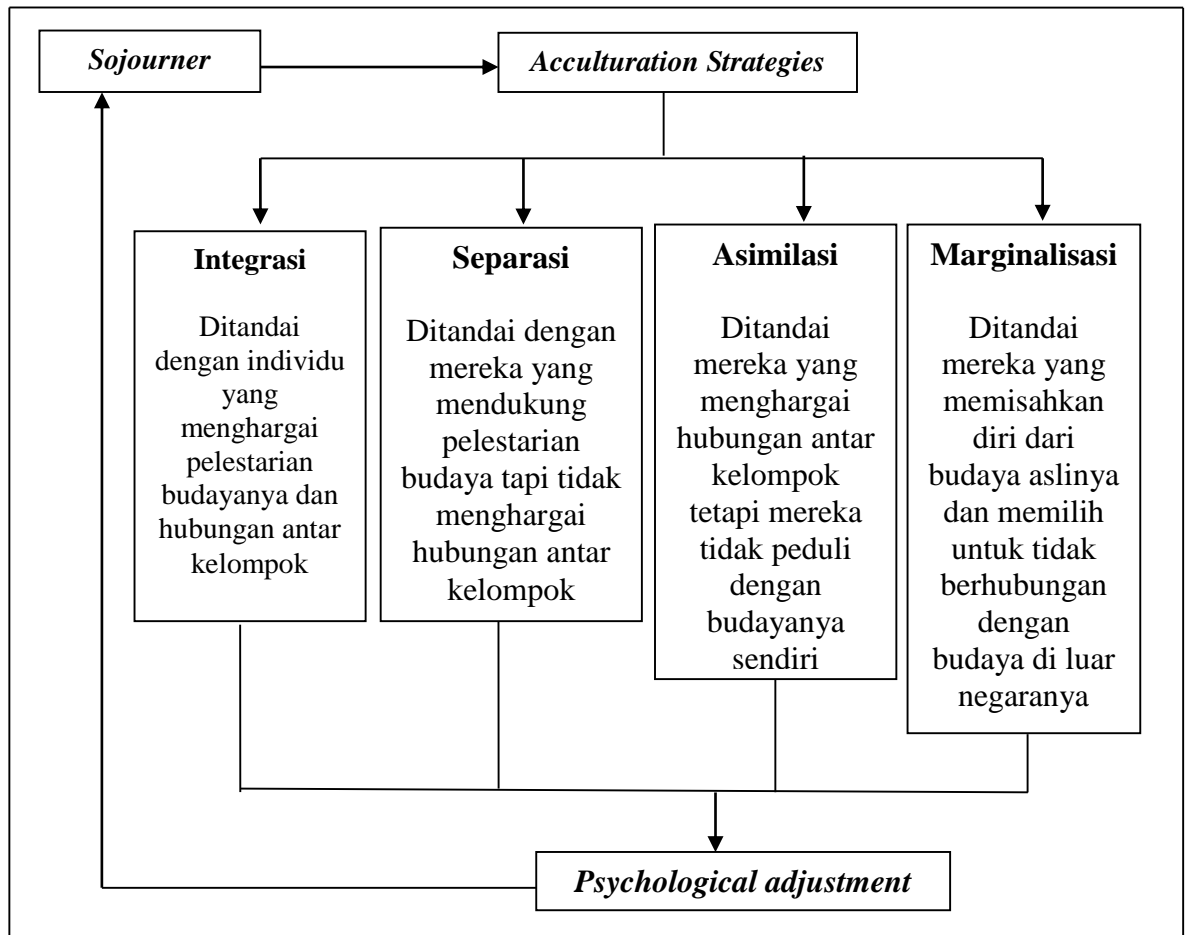 Sojourner
Acculturation Strategies
Integrasi
Ditandai
dengan individu
yang
menghargai
pelestarian
budayanya dan
hubungan antar
kelompok
Separasi
Ditandai dengan
mereka yang
mendukung
pelestarian
budaya tapi tidak
menghargai
hubungan antar
kelompok
Asimilasi
Ditandai
mereka yang
menghargai
hubungan antar
kelompok
tetapi mereka
tidak peduli
dengan
budayanya
sendiri
Marginalisasi
Ditandai
mereka yang
memisahkan
diri dari
budaya aslinya
dan memilih
untuk tidak
berhubungan
dengan
budaya di luar
negaranya
Psychological adjustment